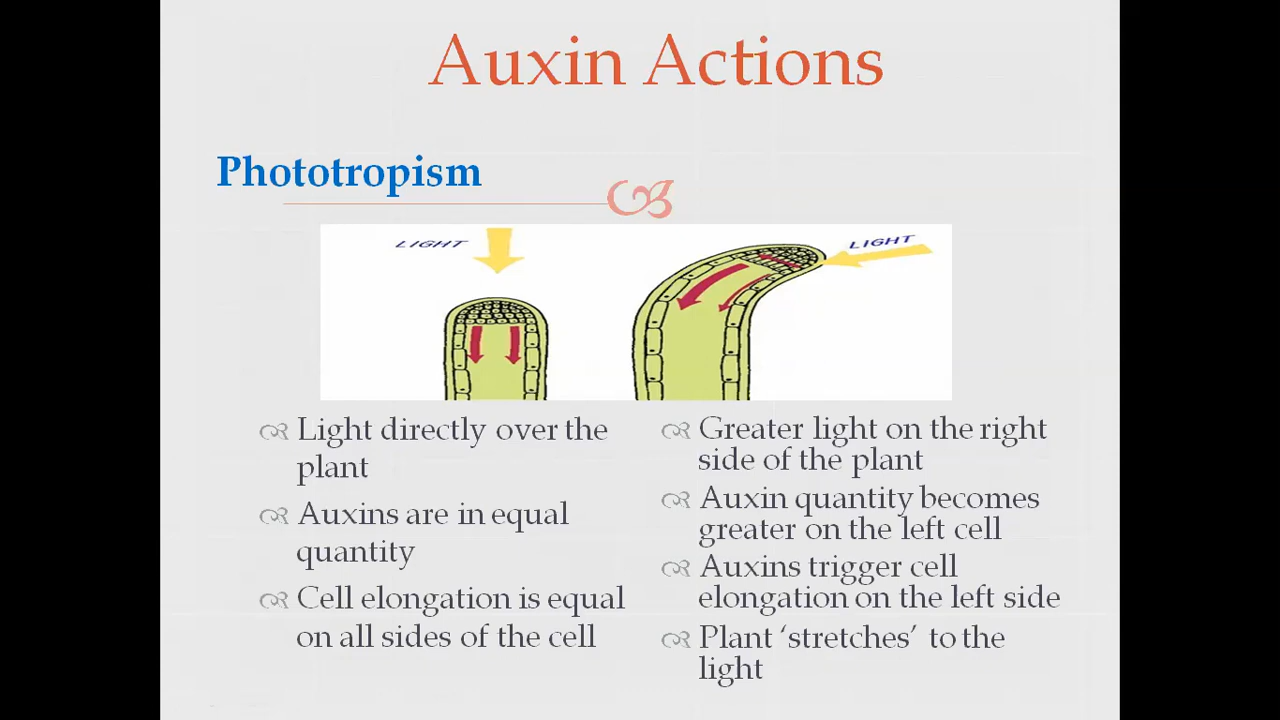 Auxin Actions
Phototropism
LIGHT
LIGHT
Light directly over the
plant
Auxins are in equal
quantity
Cell elongation is equal
on all sides of the cell
Greater light on the right
side of the plant
Auxin quantity becomes
greater on the left cell
Auxins trigger cell
elongation on the left side
Plant ‘stretches’ to the
light